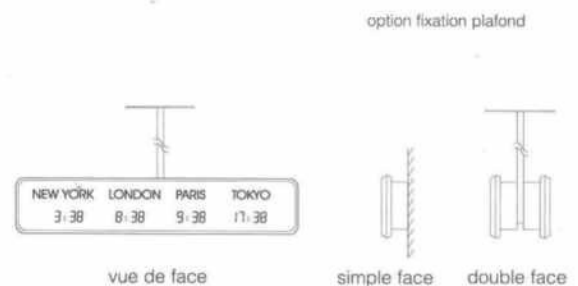 option fixation plafond
NEW YORK LONDON PARIS TOKYO
3:38 8:38 9:38 17:38
vue de face
simple face double face